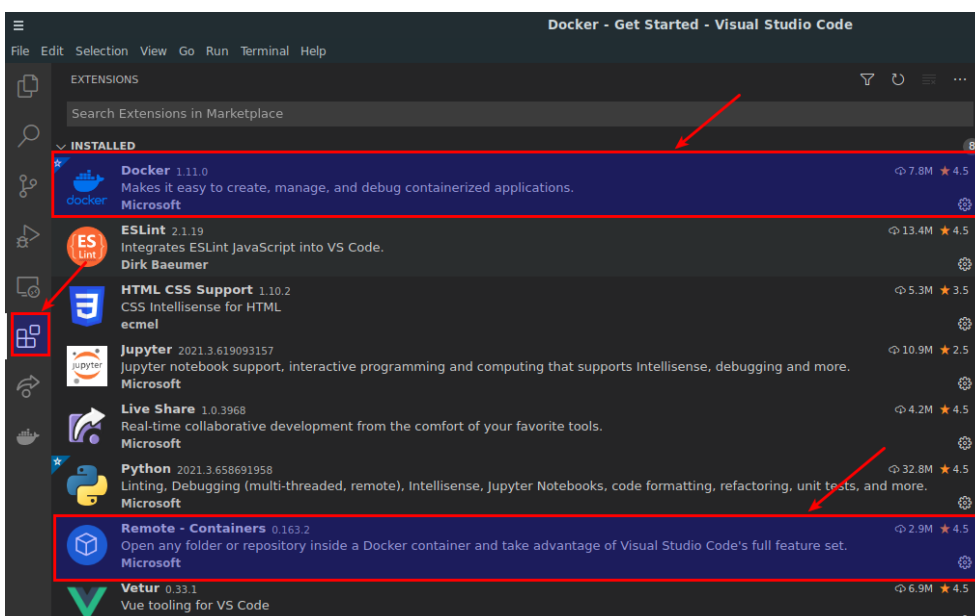 Docker - Get Started - Visual Studio Code
File Edit Selection View Go Run Terminal Help
EXTENSIONS
Search Extensions in Marketplace
INSTALLED 8
Docker 1.11.0 7.8M 4.5
Makes it easy to create, manage, and debug containerized applications.
docker
Microsoft
ESLint 2.1.19 13.4M 4.5
ES
Lint
Integrates ESLint JavaScript into VS Code.
Dirk Baeumer
HTML CSS Support 1.10.2 5.3M 3.5
CSS Intellisense for HTML
ecmel
Jupyter 2021.3.619093157 10.9M 2.5
jupyter
Jupyter notebook support, interactive programming and computing that supports Intellisense, debugging and more.
Microsoft
Live Share 1.0.3968 4.2M 4.5
Real-time collaborative development from the comfort of your favorite tools.
Microsoft
Python 2021.3.658691958 32.8M 4.5
Linting, Debugging (multi-threaded, remote), Intellisense, Jupyter Notebooks, code formatting, refactoring, unit tests, and more.
Microsoft
Remote - Containers 0.163.2 2.9M 4.5
Open any folder or repository inside a Docker container and take advantage of Visual Studio Code's full feature set.
Microsoft
Vetur 0.33.1 6.9M 4.5
Vue tooling for VS Code